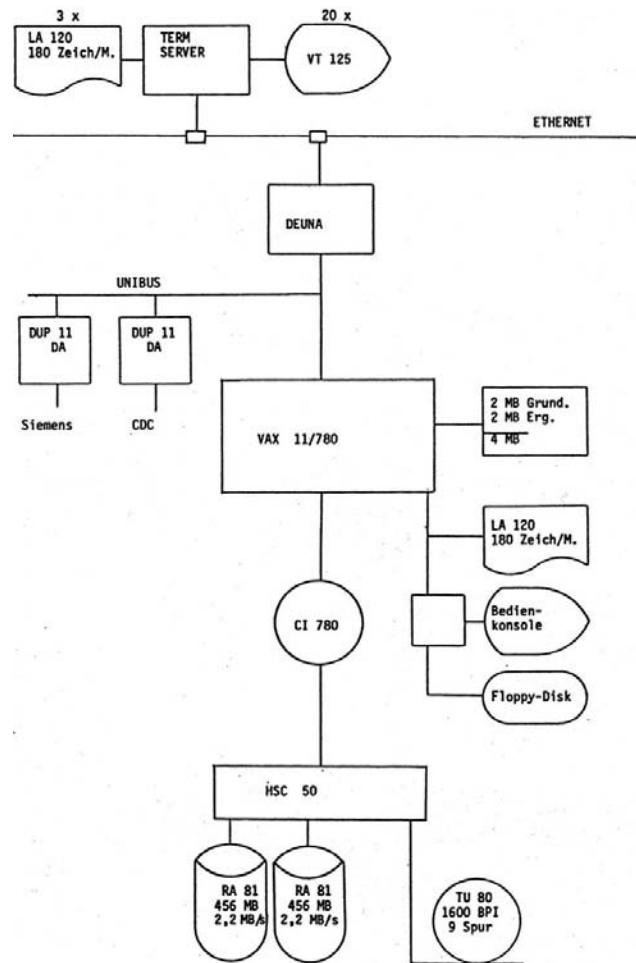 3 x
20 x
LA 120
180 Zeich/M.
TERM
SERVER
VT 125
ETHERNET
DEUNA
UNIBUS
DUP 11
DA
DUP 11
DA
Siemens
CDC
VAX 11/780
2 MB Grund.
2 MB Erg.
4 MB
LA 120
180 Zeich/M.
CI 780
Bedien-
konsole
Floppy-Disk
HSC 50
RA 81
456 MB
2,2 MB/s
RA 81
456 MB
2,2 MB/s
TU 80
1600 BPI
9 Spur